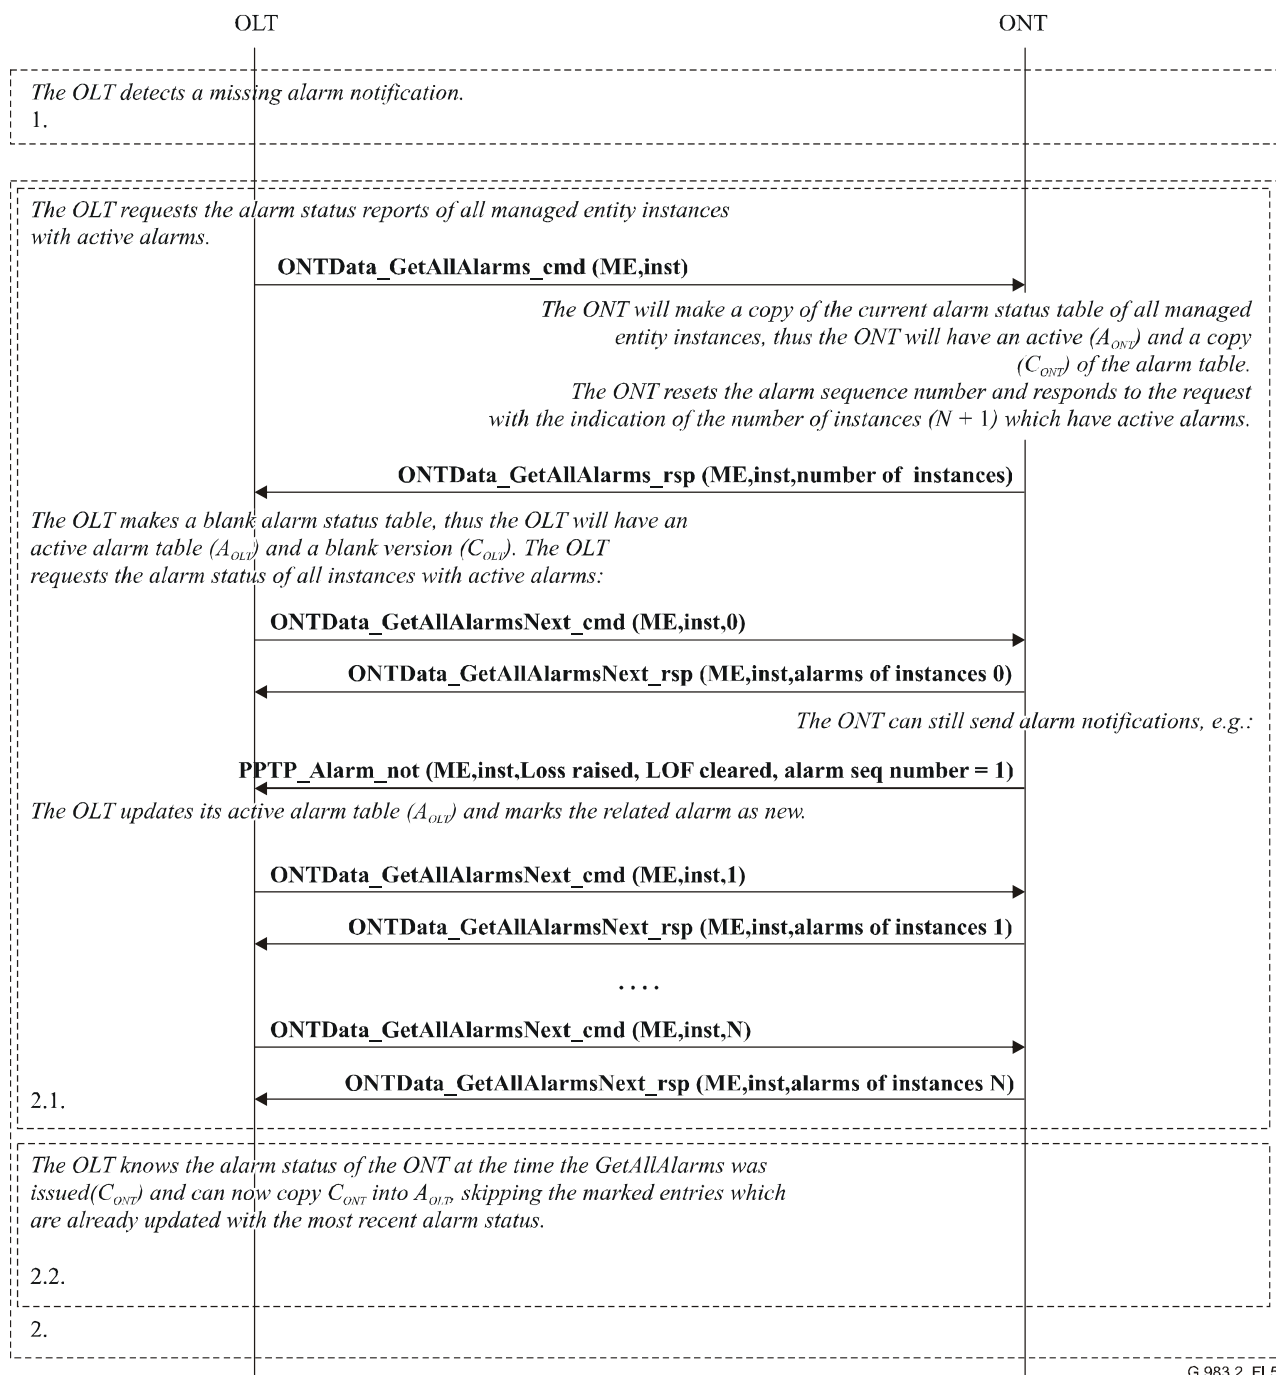 OLT ONT
The OLT detects a missing alarm notification.
1.
The OLT requests the alarm status reports of all managed entity instances
with active alarms.
ONTData_GetAllAlarms_cmd (ME,inst)
The ONT will make a copy of the current alarm status table of all managed
entity instances, thus the ONT will have an active (A_ONT) and a copy
(C_ONT) of the alarm table.
The ONT resets the alarm sequence number and responds to the request
with the indication of the number of instances (N + 1) which have active alarms.
ONTData_GetAllAlarms_rsp (ME,inst,number of instances)
The OLT makes a blank alarm status table, thus the OLT will have an
active alarm table (A_OLT) and a blank version (C_OLT). The OLT
requests the alarm status of all instances with active alarms:
ONTData_GetAllAlarmsNext_cmd (ME,inst,0)
ONTData_GetAllAlarmsNext_rsp (ME,inst,alarms of instances 0)
The ONT can still send alarm notifications, e.g.:
PPTP_Alarm_not (ME,inst,Loss raised, LOF cleared, alarm seq number = 1)
The OLT updates its active alarm table (A_OLT) and marks the related alarm as new.
ONTData_GetAllAlarmsNext_cmd (ME,inst,1)
ONTData_GetAllAlarmsNext_rsp (ME,inst,alarms of instances 1)
....
ONTData_GetAllAlarmsNext_cmd (ME,inst,N)
ONTData_GetAllAlarmsNext_rsp (ME,inst,alarms of instances N)
2.1.
The OLT knows the alarm status of the ONT at the time the GetAllAlarms was
issued(C_ONT) and can now copy C_ONT into A_OLT, skipping the marked entries which
are already updated with the most recent alarm status.
2.2.
2.
G.983.2_FI.5